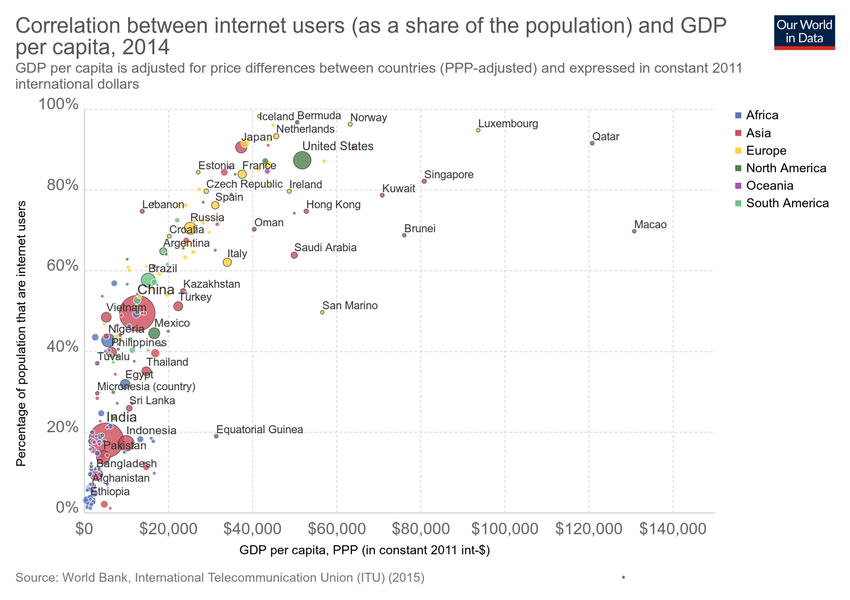 Correlation between internet users (as a share of the population) and GDP
per capita, 2014
Our World
in Data
GDP per capita is adjusted for price differences between countries (PPP-adjusted) and expressed in constant 2011
international dollars
100%
80%
60%
40%
20%
0%
Percentage of population that are internet users
Iceland
Bermuda
Norway
Netherlands
Luxembourg
Japan
Qatar
United States
Estonia
France
Singapore
Czech Republic
Ireland
Kuwait
Spain
Lebanon
Hong Kong
Russia
Oman
Macao
Croatia
Brunei
Argentina
Italy
Saudi Arabia
Brazil
Kazakhstan
China
Turkey
Vietnam
San Marino
Mexico
Nigeria
Philippines
Tuvalu
Thailand
Egypt
Micronesia (country)
Sri Lanka
India
Indonesia
Equatorial Guinea
Pakistan
Bangladesh
Afghanistan
Ethiopia
Africa
Asia
Europe
North America
Oceania
South America
$0
$20,000
$40,000
$60,000
$80,000
$100,000
$120,000
$140,000
GDP per capita, PPP (in constant 2011 int-$)
Source: World Bank, International Telecommunication Union (ITU) (2015)